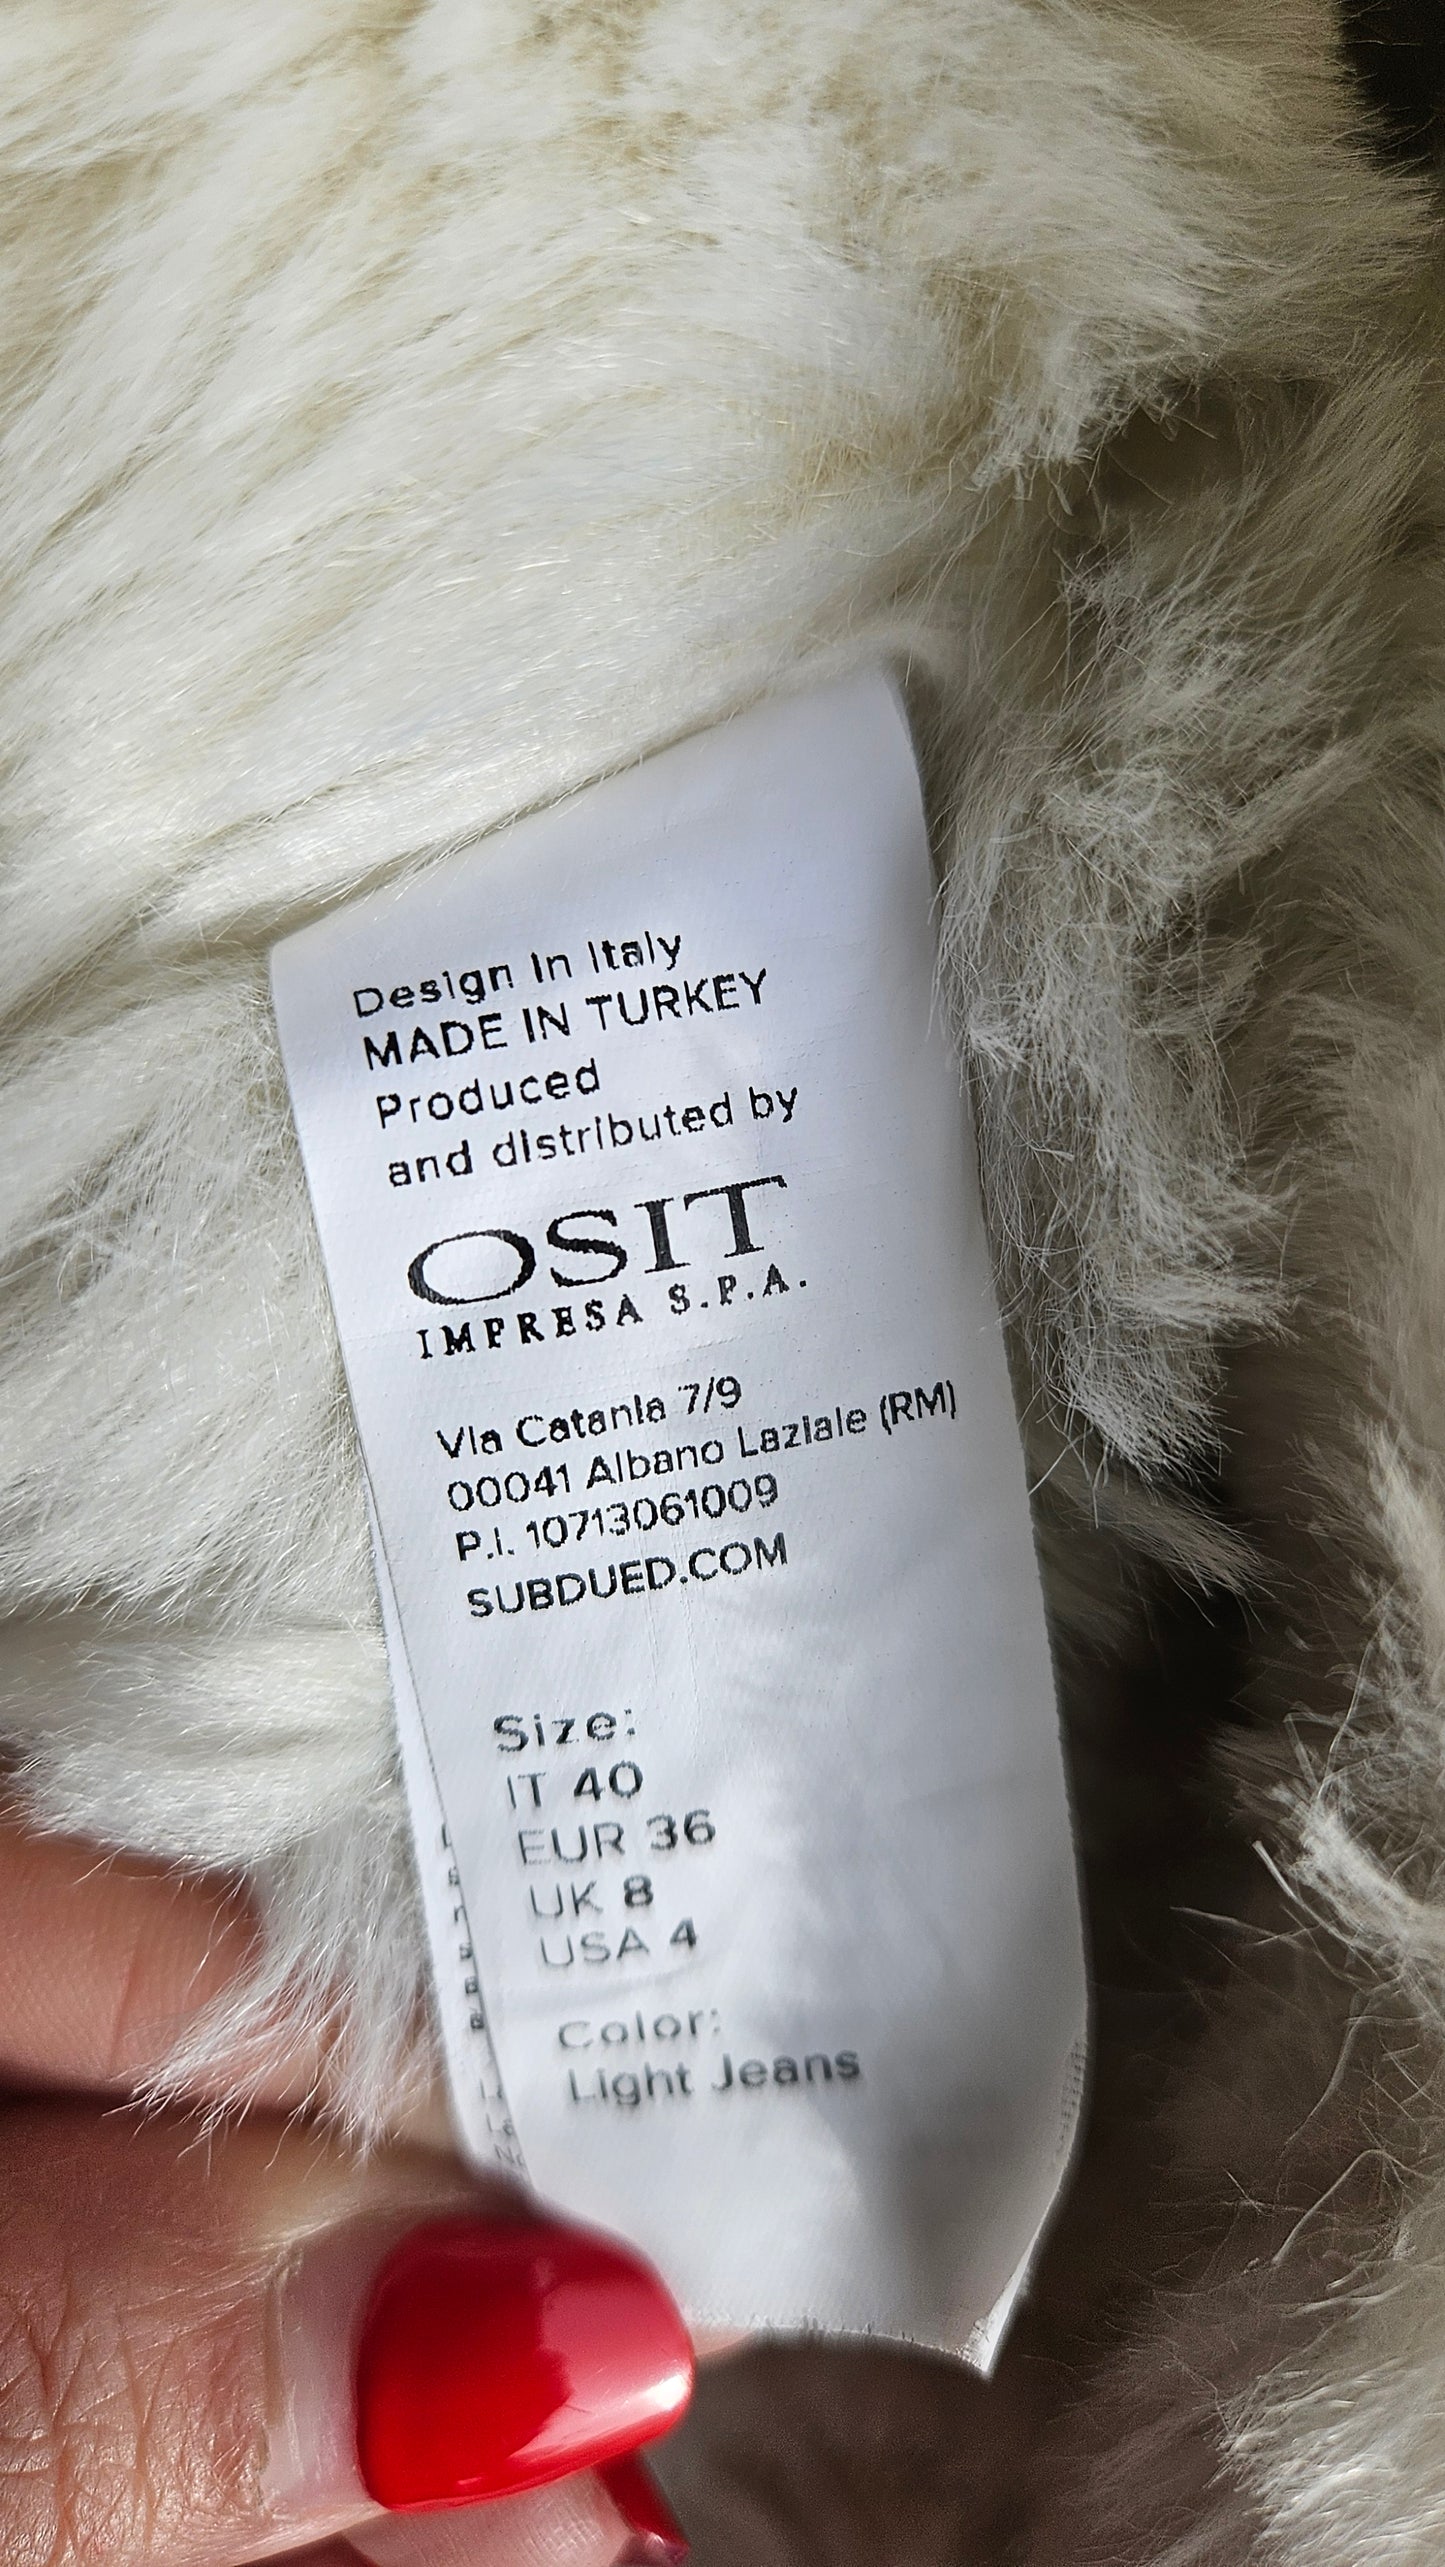 Design in Italy
MADE IN TURKEY
Produced
and distributed by
OSIT
IMPRESA S.P.A.
Via Catania 7/9
00041 Albano Laziale (RM)
P.I. 10713061009
SUBDUED.COM
Size:
IT 40
EUR 36
UK 8
USA 4
Color:
Light Jeans